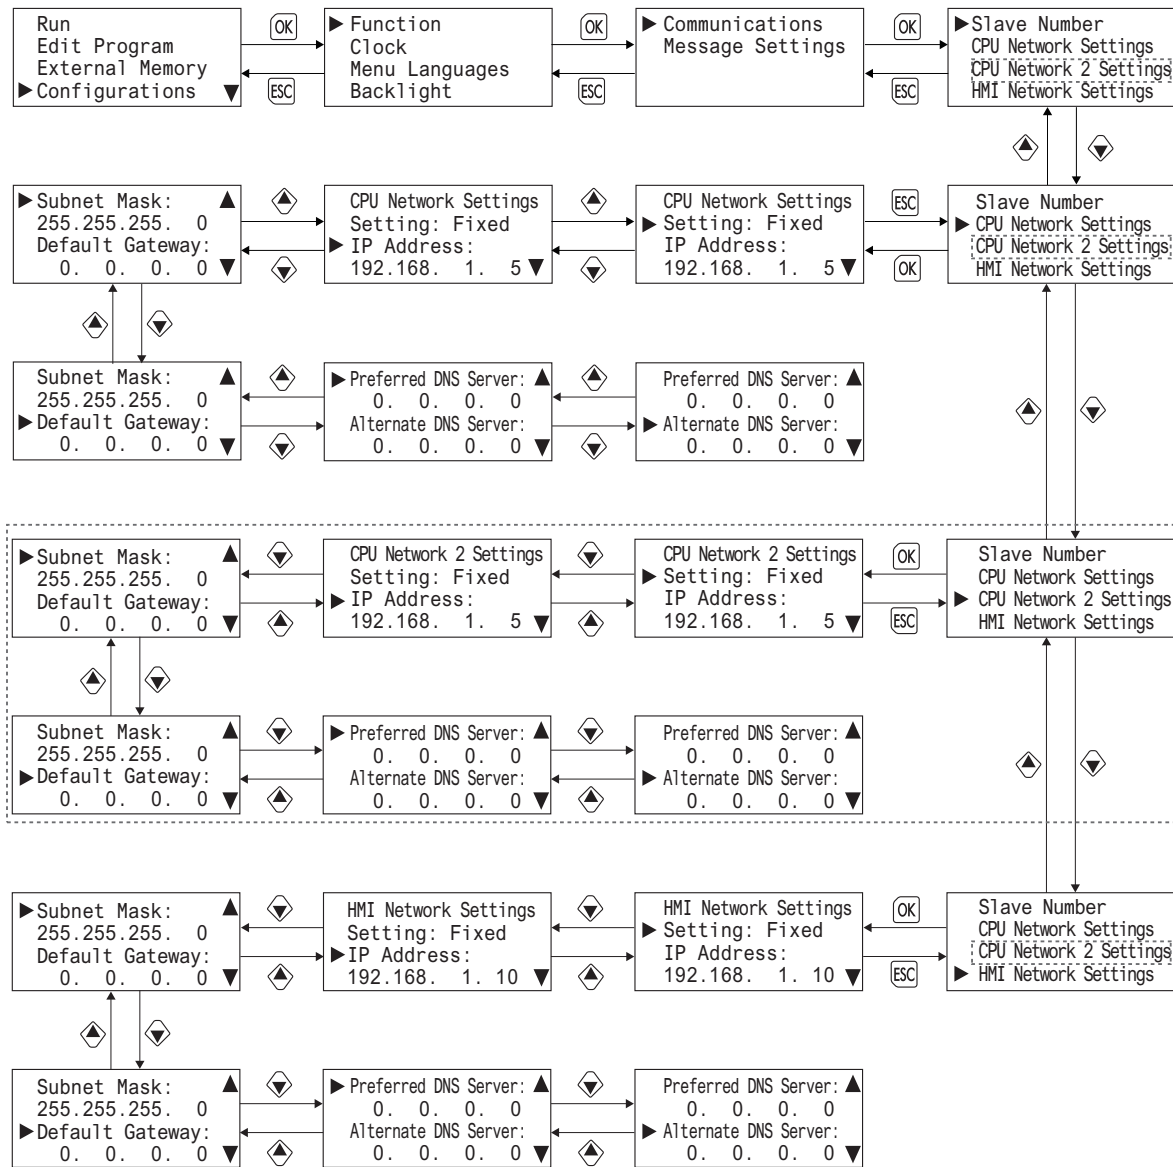 Run
Edit Program
External Memory
▶Configurations ▼
OK
ESC
▶ Function
Clock
Menu Languages
Backlight
OK
ESC
▶ Communications
Message Settings
OK
ESC
▶Slave Number
CPU Network Settings
CPU Network 2 Settings
HMI Network Settings
▶ Subnet Mask: ▲
255.255.255. 0
Default Gateway:
0. 0. 0. 0 ▼
CPU Network Settings
Setting: Fixed
▶ IP Address:
192.168. 1. 5 ▼
CPU Network Settings
▶ Setting: Fixed
IP Address:
192.168. 1. 5 ▼
ESC
OK
Slave Number
▶ CPU Network Settings
CPU Network 2 Settings
HMI Network Settings
Subnet Mask: ▲
255.255.255. 0
▶ Default Gateway:
0. 0. 0. 0 ▼
▶ Preferred DNS Server: ▲
0. 0. 0. 0
Alternate DNS Server:
0. 0. 0. 0 ▼
Preferred DNS Server: ▲
0. 0. 0. 0
▶ Alternate DNS Server:
0. 0. 0. 0 ▼
▶ Subnet Mask: ▲
255.255.255. 0
Default Gateway:
0. 0. 0. 0 ▼
CPU Network 2 Settings
Setting: Fixed
▶ IP Address:
192.168. 1. 5 ▼
CPU Network 2 Settings
▶ Setting: Fixed
IP Address:
192.168. 1. 5 ▼
OK
ESC
Slave Number
CPU Network Settings
▶ CPU Network 2 Settings
HMI Network Settings
Subnet Mask: ▲
255.255.255. 0
▶ Default Gateway:
0. 0. 0. 0 ▼
▶ Preferred DNS Server: ▲
0. 0. 0. 0
Alternate DNS Server:
0. 0. 0. 0 ▼
Preferred DNS Server: ▲
0. 0. 0. 0
▶ Alternate DNS Server:
0. 0. 0. 0 ▼
▶ Subnet Mask: ▲
255.255.255. 0
Default Gateway:
0. 0. 0. 0 ▼
HMI Network Settings
Setting: Fixed
▶ IP Address:
192.168. 1. 10 ▼
HMI Network Settings
▶ Setting: Fixed
IP Address:
192.168. 1. 10 ▼
OK
ESC
Slave Number
CPU Network Settings
CPU Network 2 Settings
▶ HMI Network Settings
Subnet Mask: ▲
255.255.255. 0
▶ Default Gateway:
0. 0. 0. 0 ▼
▶ Preferred DNS Server: ▲
0. 0. 0. 0
Alternate DNS Server:
0. 0. 0. 0 ▼
Preferred DNS Server: ▲
0. 0. 0. 0
▶ Alternate DNS Server:
0. 0. 0. 0 ▼